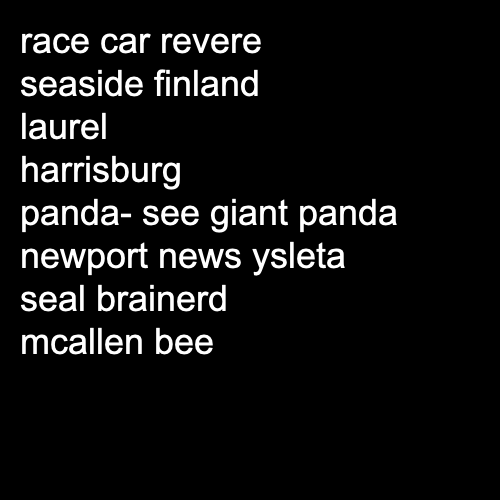 race car revere
seaside finland
laurel
harrisburg
panda- see giant panda
newport news ysleta
seal brainerd
mcallen bee